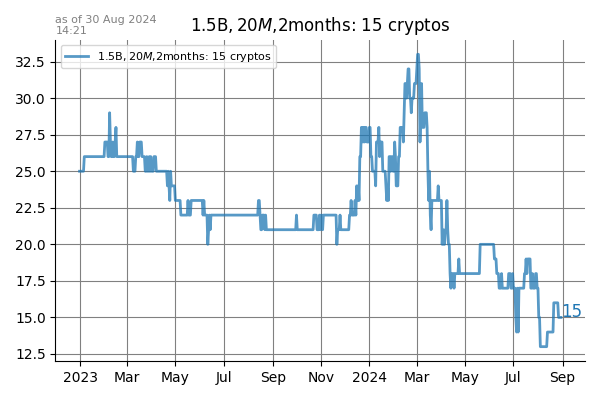 as of 30 Aug 2024
14:21
1.5B, 20M,2months: 15 cryptos
1.5B, 20M,2months: 15 cryptos
32.5
30.0
27.5
25.0
22.5
20.0
17.5
15.0
12.5
15
2023 Mar May Jul Sep Nov 2024 Mar May Jul Sep